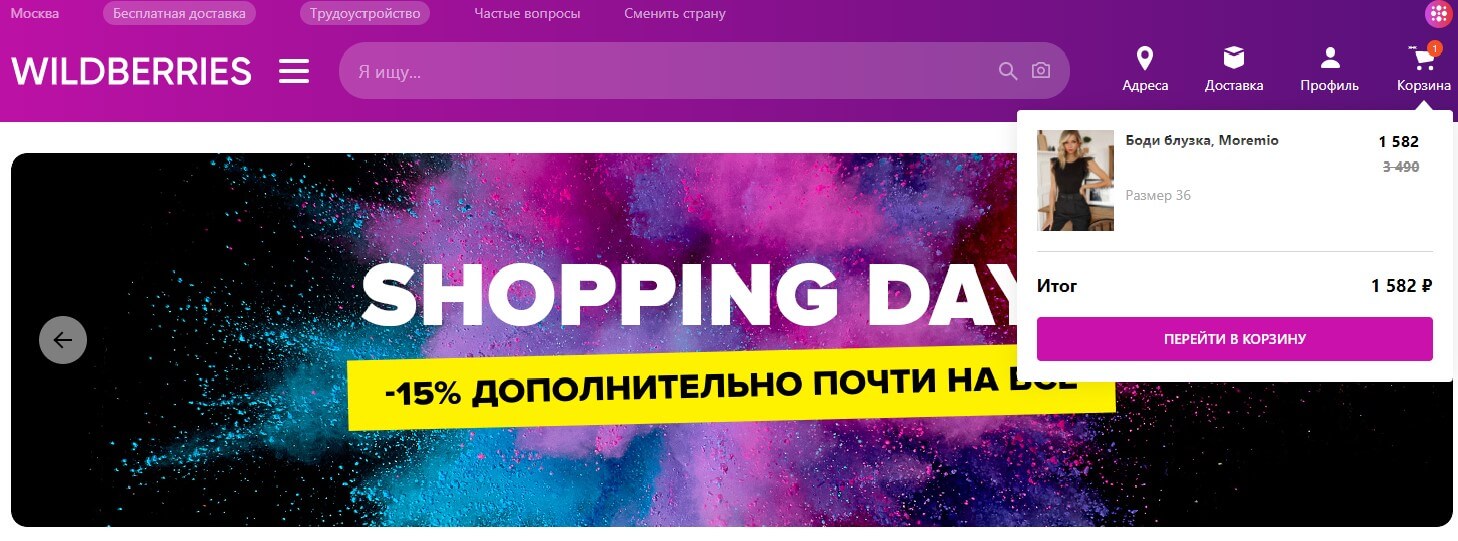 Москва Бесплатная доставка Трудоустройство Частые вопросы Сменить страну
WILDBERRIES
Я ищу...
Адреса Доставка Профиль Корзина
1
Боди блузка, Moremio 1 582
3 490
Размер 36
Итог 1 582 ₽
ПЕРЕЙТИ В КОРЗИНУ
SHOPPING DAY
-15% ДОПОЛНИТЕЛЬНО ПОЧТИ НА ВСЕ